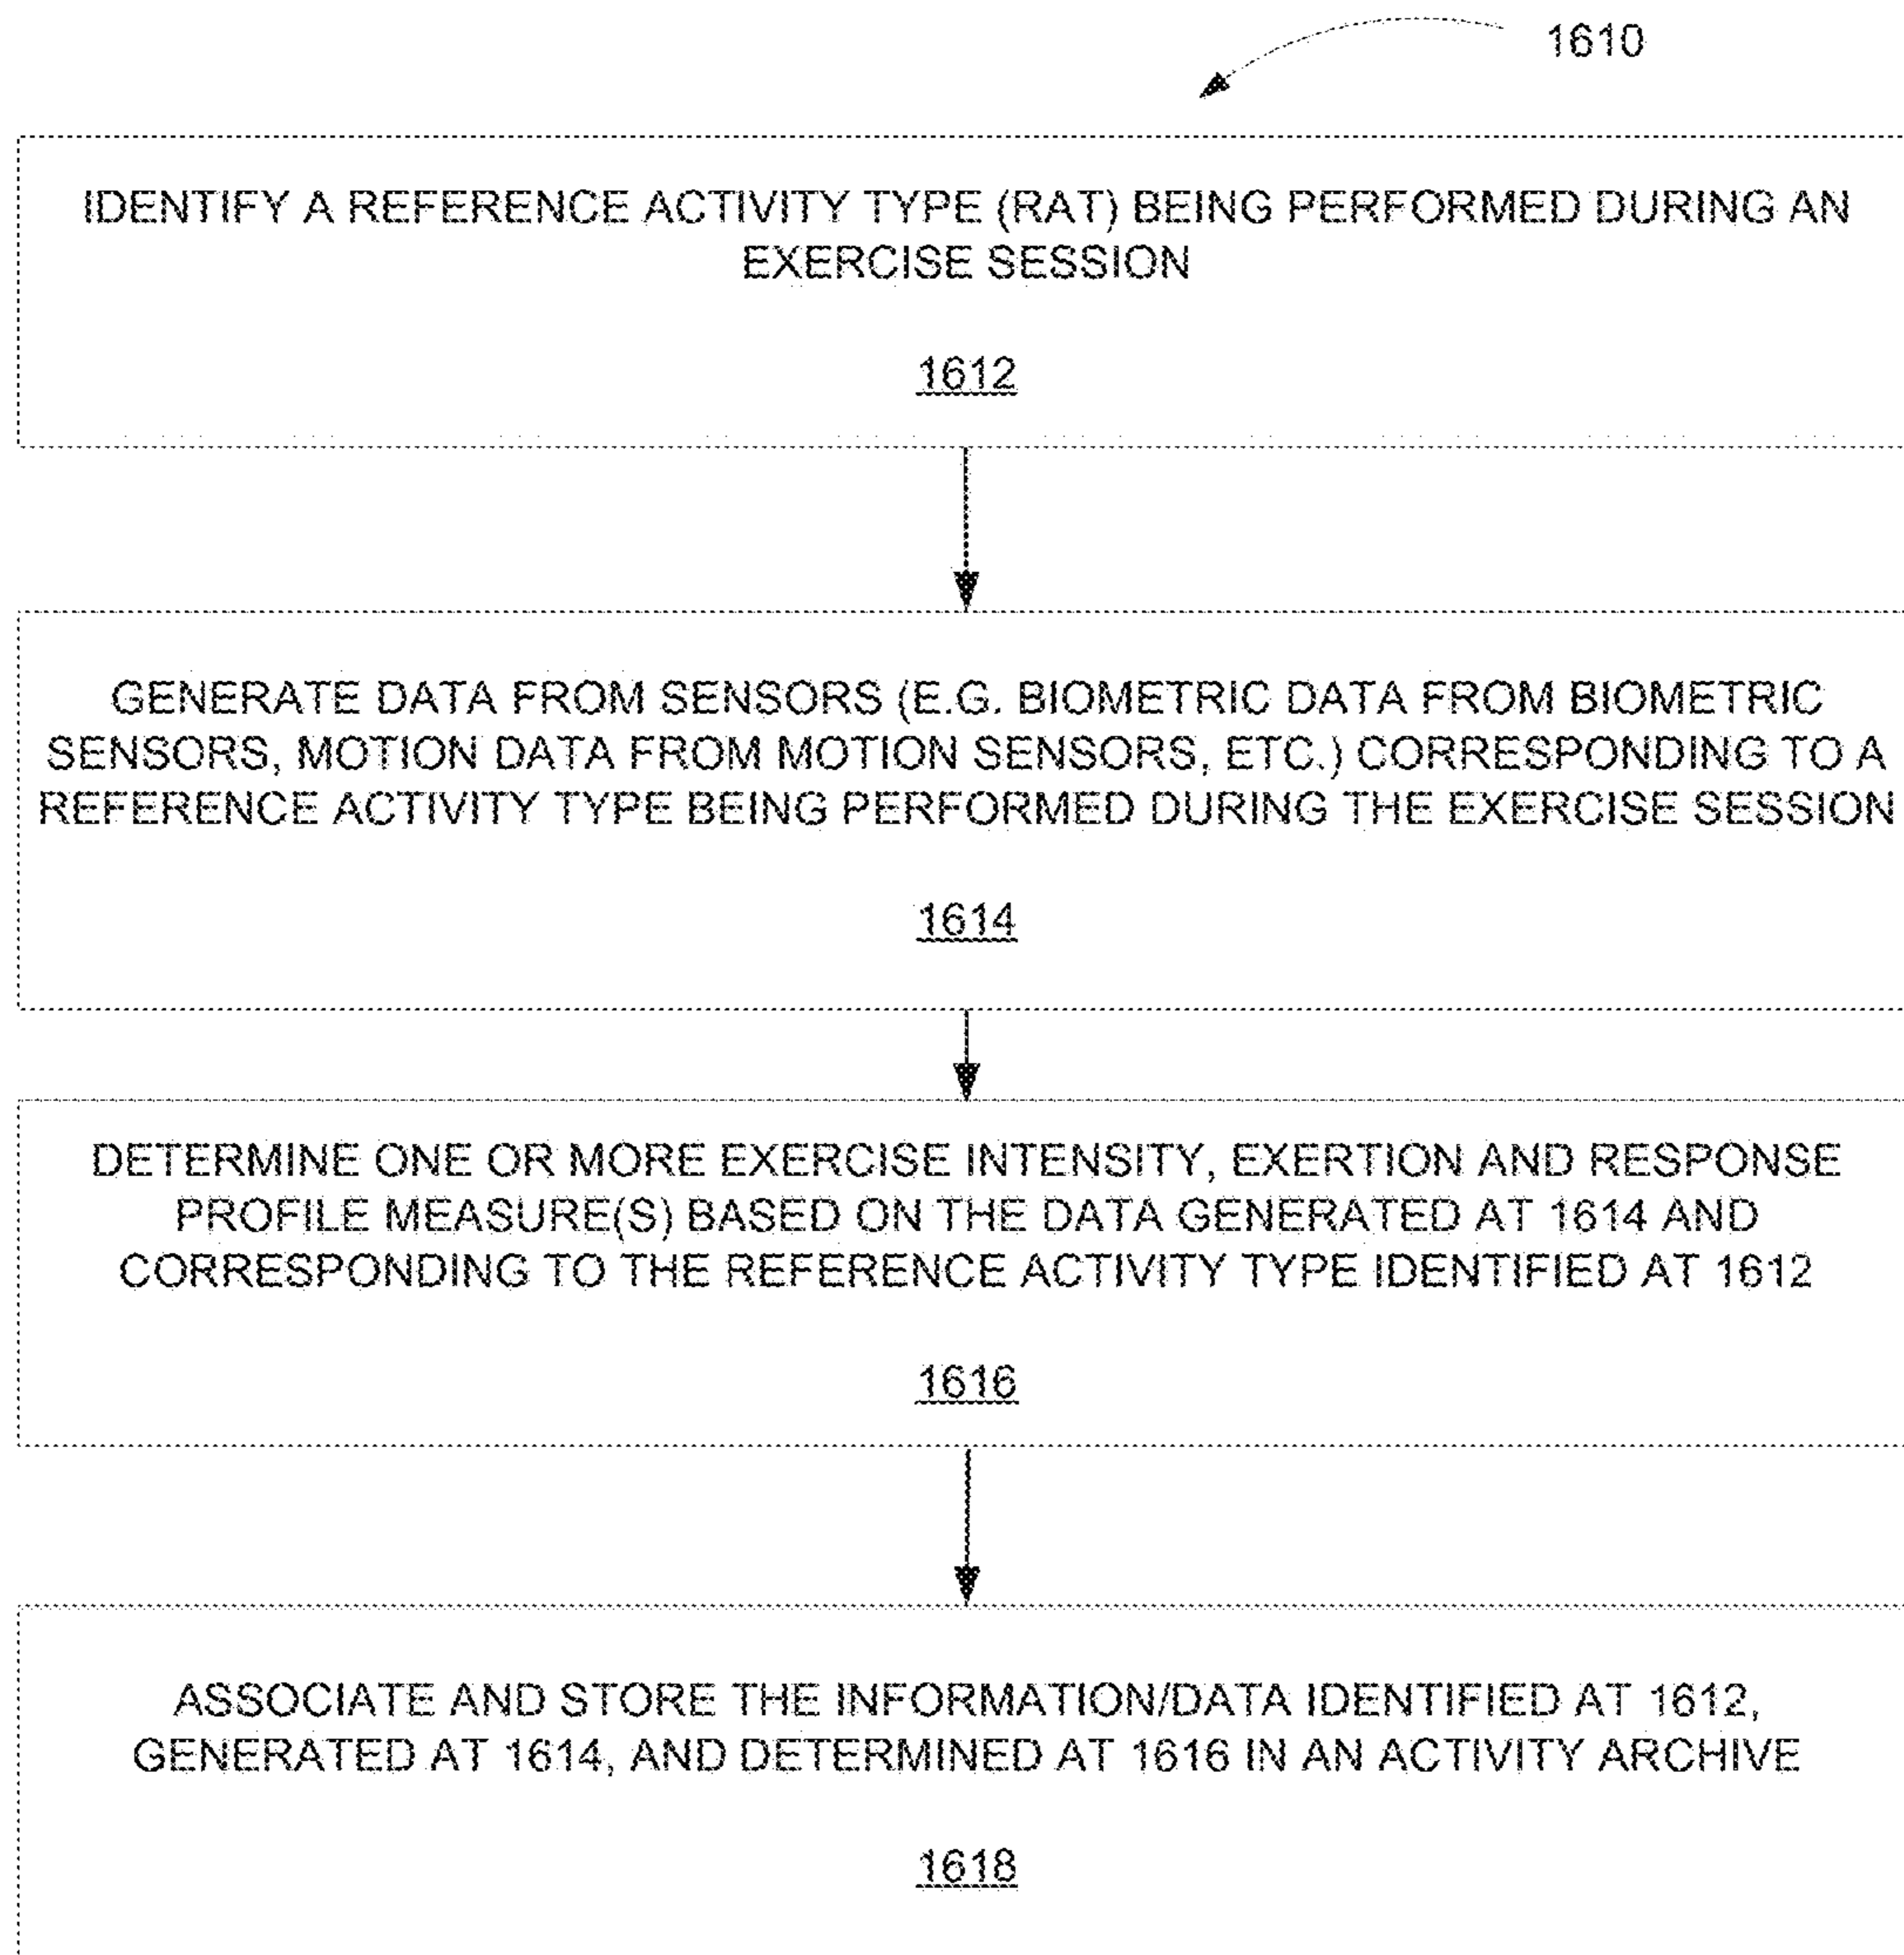 1610
IDENTIFY A REFERENCE ACTIVITY TYPE (RAT) BEING PERFORMED DURING AN
EXERCISE SESSION
1612
GENERATE DATA FROM SENSORS (E.G. BIOMETRIC DATA FROM BIOMETRIC
SENSORS, MOTION DATA FROM MOTION SENSORS, ETC.) CORRESPONDING TO A
REFERENCE ACTIVITY TYPE BEING PERFORMED DURING THE EXERCISE SESSION
1614
DETERMINE ONE OR MORE EXERCISE INTENSITY, EXERTION AND RESPONSE
PROFILE MEASURE(S) BASED ON THE DATA GENERATED AT 1614 AND
CORRESPONDING TO THE REFERENCE ACTIVITY TYPE IDENTIFIED AT 1612
1616
ASSOCIATE AND STORE THE INFORMATION/DATA IDENTIFIED AT 1612,
GENERATED AT 1614, AND DETERMINED AT 1616 IN AN ACTIVITY ARCHIVE
1618